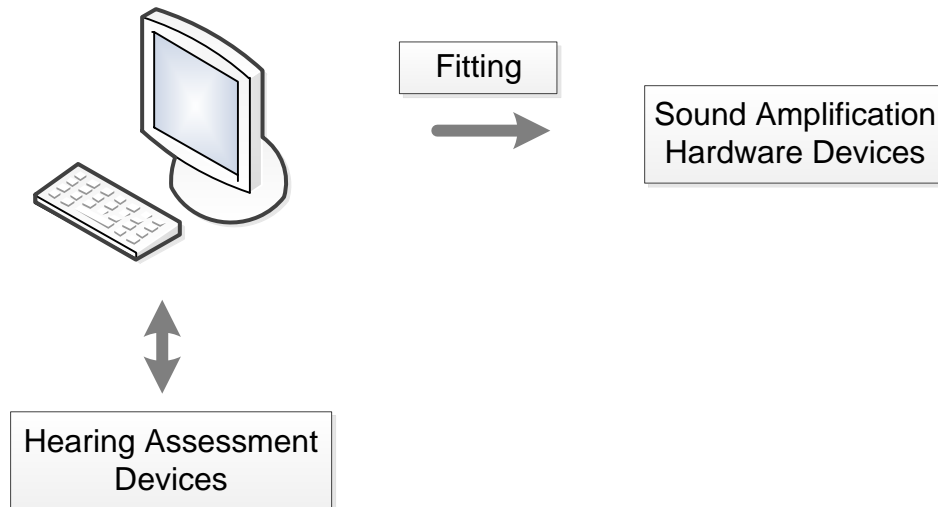 Fitting
Sound Amplification
Hardware Devices
Hearing Assessment
Devices